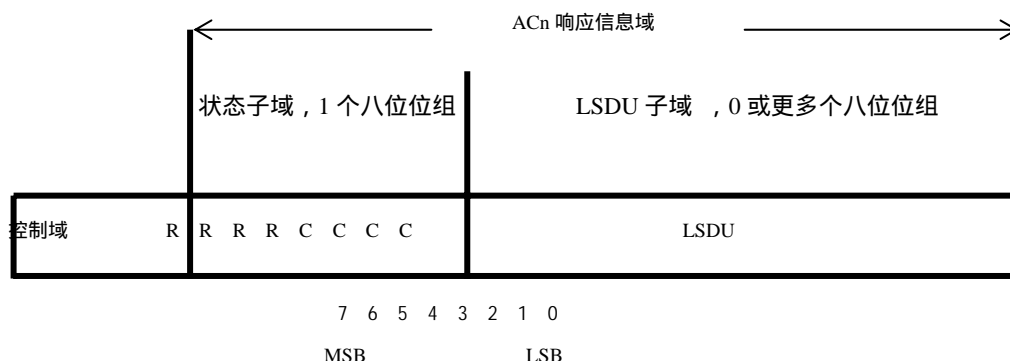 ACn 响应信息域
状态子域，1 个八位位组 LSDU 子域 ，0 或更多个八位位组
控制域 R R R R C C C C LSDU
7 6 5 4 3 2 1 0
MSB LSB